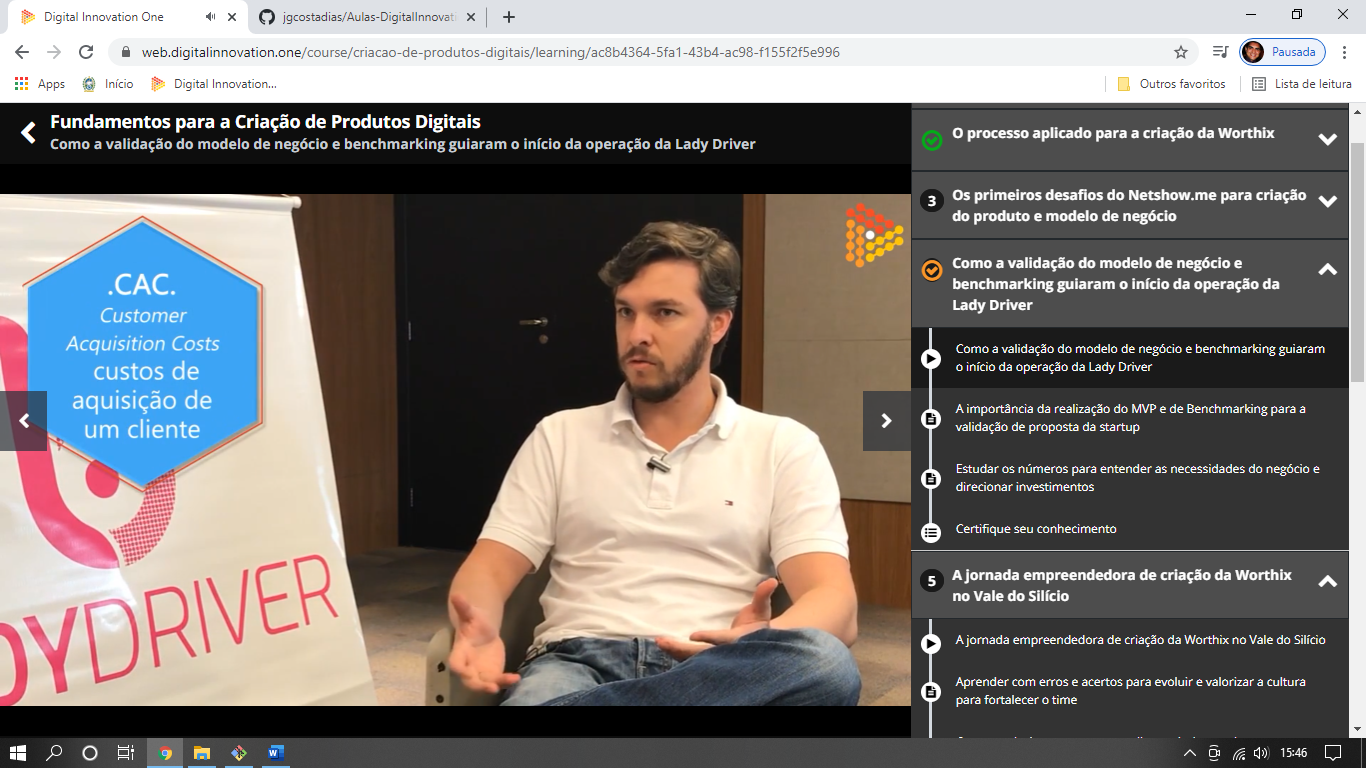 Digital Innovation One
jgcostadias/Aulas-DigitalInnovati
web.digitalinnovation.one/course/criacao-de-produtos-digitais/learning/ac8b4364-5fa1-43b4-ac98-f155f2f5e996
Pausada
Apps
Início
Digital Innovation...
Outros favoritos
Lista de leitura
Fundamentos para a Criação de Produtos Digitais
Como a validação do modelo de negócio e benchmarking guiaram o início da operação da Lady Driver
.CAC.
Customer
Acquisition Costs
custos de
aquisição de
um cliente
DYDRIVER
O processo aplicado para a criação da Worthix
3
Os primeiros desafios do Netshow.me para criação
do produto e modelo de negócio
Como a validação do modelo de negócio e
benchmarking guiaram o início da operação da
Lady Driver
Como a validação do modelo de negócio e benchmarking guiaram
o início da operação da Lady Driver
A importância da realização do MVP e de Benchmarking para a
validação de proposta da startup
Estudar os números para entender as necessidades do negócio e
direcionar investimentos
Certifique seu conhecimento
5
A jornada empreendedora de criação da Worthix
no Vale do Silício
A jornada empreendedora de criação da Worthix no Vale do Silício
Aprender com erros e acertos para evoluir e valorizar a cultura
para fortalecer o time
15:46